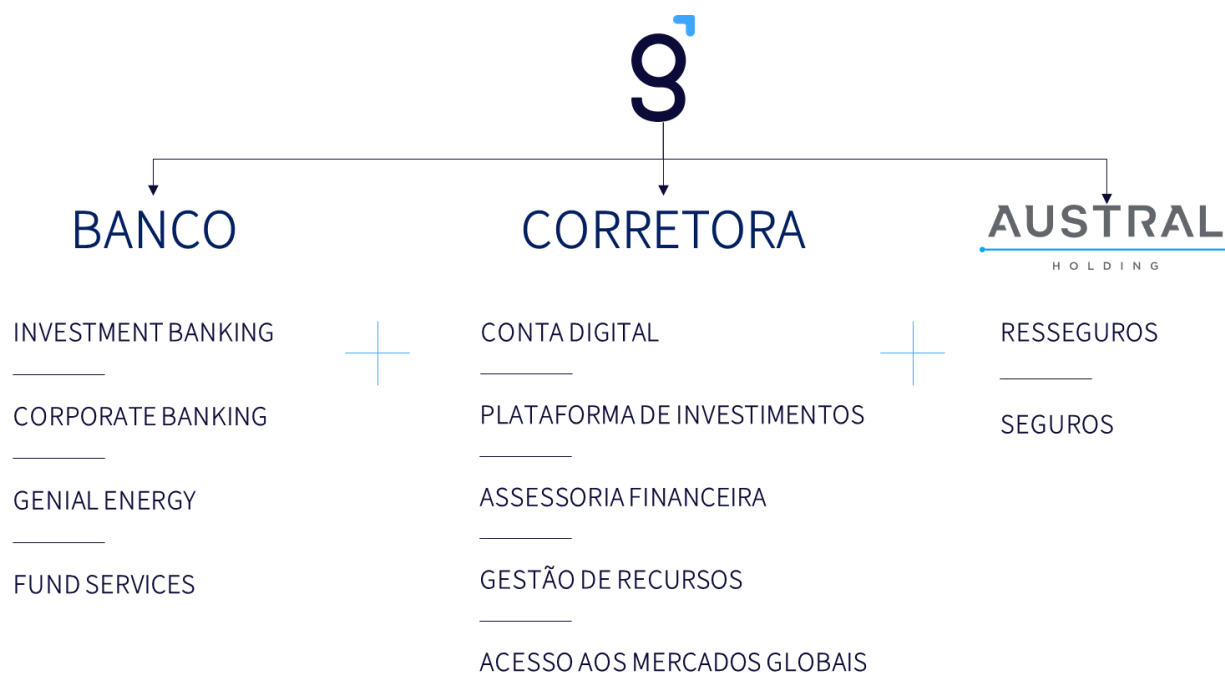 g
BANCO
CORRETORA
AUSTRAL
HOLDING
INVESTMENT BANKING
CORPORATE BANKING
GENIAL ENERGY
FUND SERVICES
CONTA DIGITAL
PLATAFORMA DE INVESTIMENTOS
ASSESSORIA FINANCEIRA
GESTÃO DE RECURSOS
ACESSO AOS MERCADOS GLOBAIS
RESSEGUROS
SEGUROS